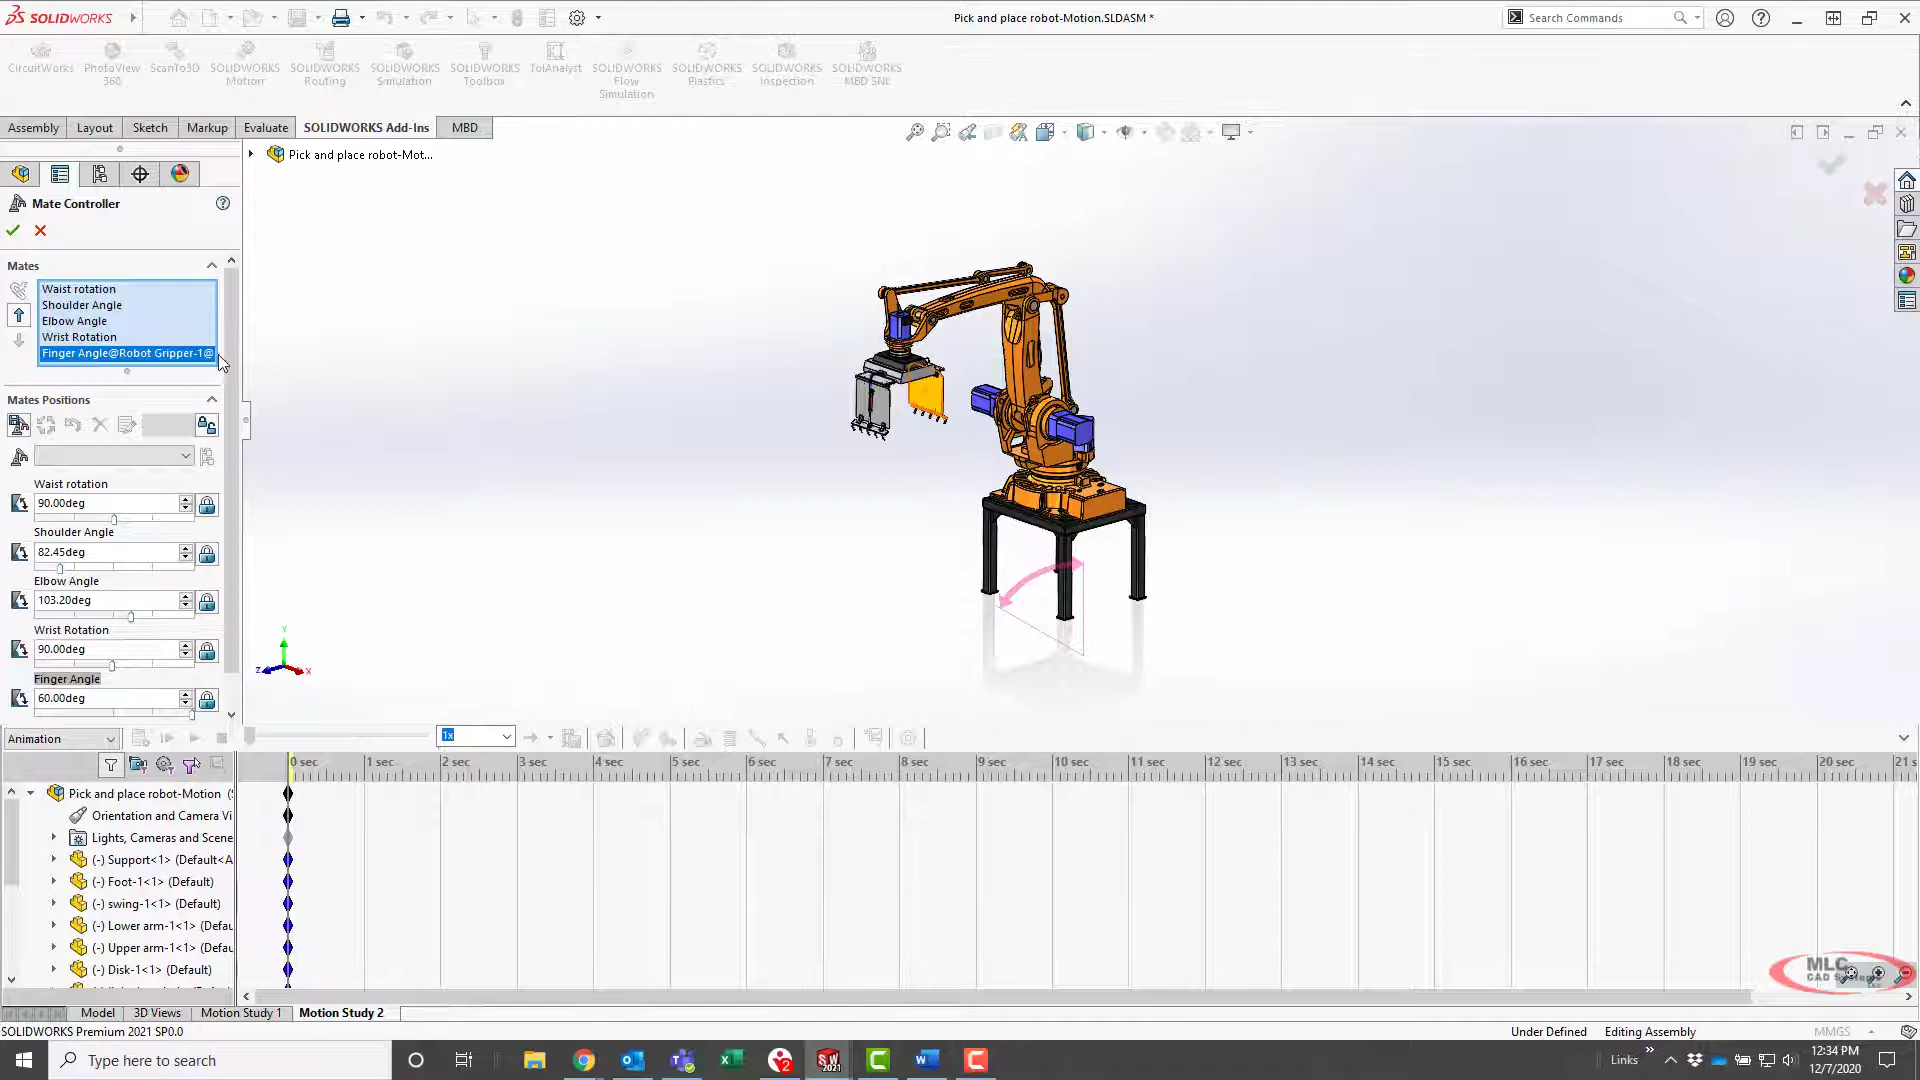 SOLIDWORKS
Pick and place robot-Motion.SLDASM *
Search Commands
CircuitWorks
PhotoView 360
ScanTo3D
SOLIDWORKS Motion
SOLIDWORKS Routing
SOLIDWORKS Simulation
SOLIDWORKS Toolbox
TolAnalyst
SOLIDWORKS Flow Simulation
SOLIDWORKS Plastics
SOLIDWORKS Inspection
SOLIDWORKS MBD SNL
Assembly
Layout
Sketch
Markup
Evaluate
SOLIDWORKS Add-Ins
MBD
Pick and place robot-Mot...
Mate Controller
Mates
Waist rotation
Shoulder Angle
Elbow Angle
Wrist Rotation
Finger Angle@Robot Gripper-1@
Mates Positions
Waist rotation
90.00deg
Shoulder Angle
82.45deg
Elbow Angle
103.20deg
Wrist Rotation
90.00deg
Finger Angle
60.00deg
Y
Z
X
Animation
1x
0 sec
1 sec
2 sec
3 sec
4 sec
5 sec
6 sec
7 sec
8 sec
9 sec
10 sec
11 sec
12 sec
13 sec
14 sec
15 sec
16 sec
17 sec
18 sec
19 sec
20 sec
21 s
Pick and place robot-Motion (
Orientation and Camera Vi
Lights, Cameras and Scene
(-) Support<1> (Default<A
(-) Foot-1<1> (Default)
(-) swing-1<1> (Default)
(-) Lower arm-1<1> (Defau
(-) Upper arm-1<1> (Defau
(-) Disk-1<1> (Default)
MLC
CAD Systems
Model
3D Views
Motion Study 1
Motion Study 2
SOLIDWORKS Premium 2021 SP0.0
Under Defined
Editing Assembly
MMGS
Type here to search
2
SW
2021
Links
12:34 PM
12/7/2020